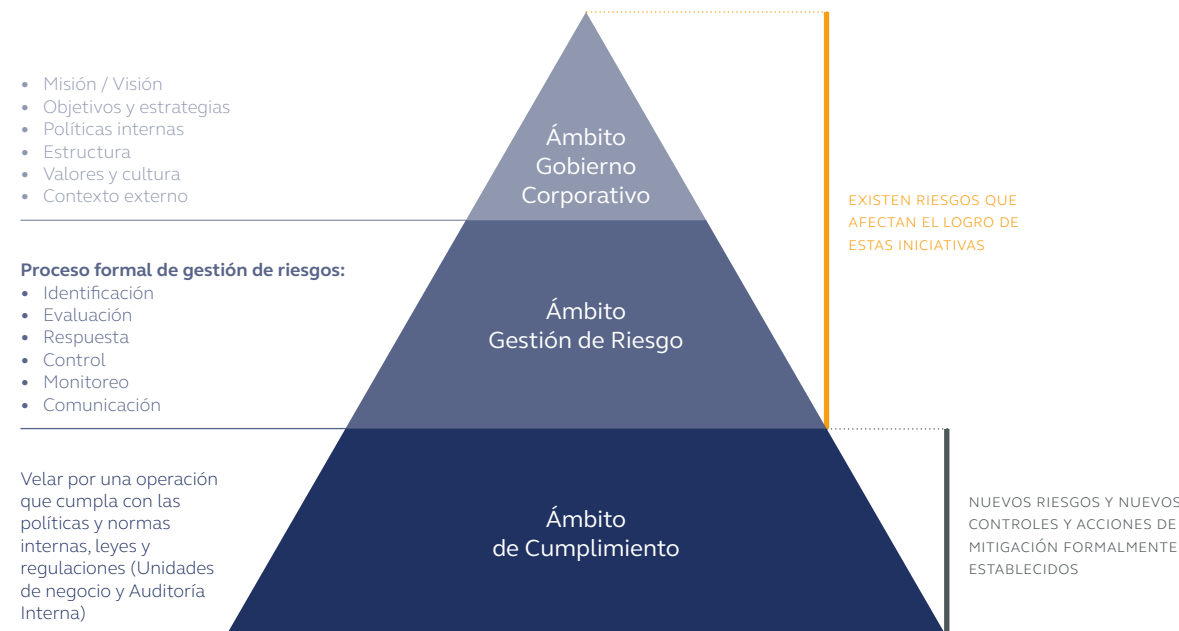 • Misión / Visión
• Objetivos y estrategias
• Políticas internas
• Estructura
• Valores y cultura
• Contexto externo
Ámbito
Gobierno
Corporativo
EXISTEN RIESGOS QUE
AFECTAN EL LOGRO DE
ESTAS INICIATIVAS
Proceso formal de gestión de riesgos:
• Identificación
• Evaluación
• Respuesta
• Control
• Monitoreo
• Comunicación
Ámbito
Gestión de Riesgo
Velar por una operación
que cumpla con las
políticas y normas
internas, leyes y
regulaciones (Unidades
de negocio y Auditoría
Interna)
Ámbito
de Cumplimiento
NUEVOS RIESGOS Y NUEVOS
CONTROLES Y ACCIONES DE
MITIGACIÓN FORMALMENTE
ESTABLECIDOS